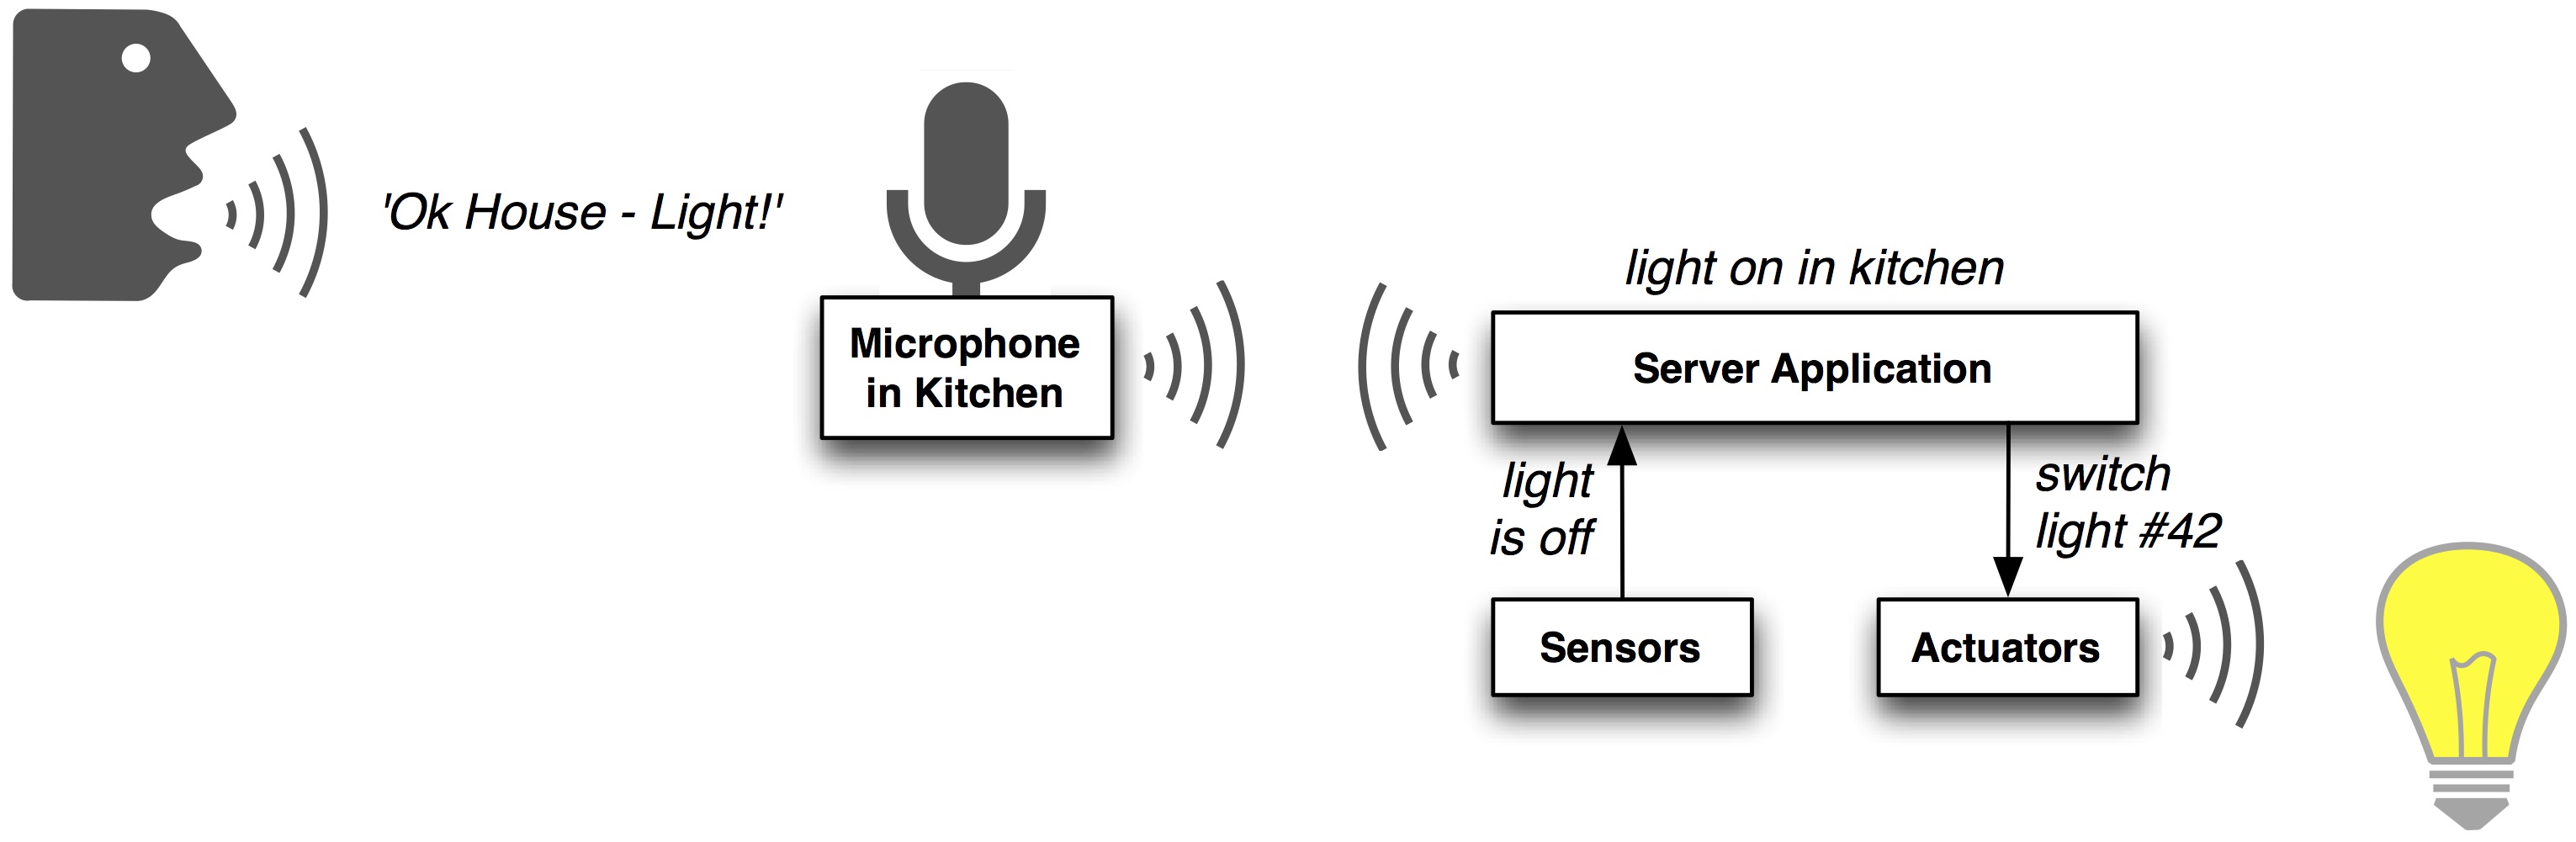 'Ok House - Light!'
Microphone
in Kitchen
light on in kitchen
Server Application
light
is off
switch
light #42
Sensors
Actuators